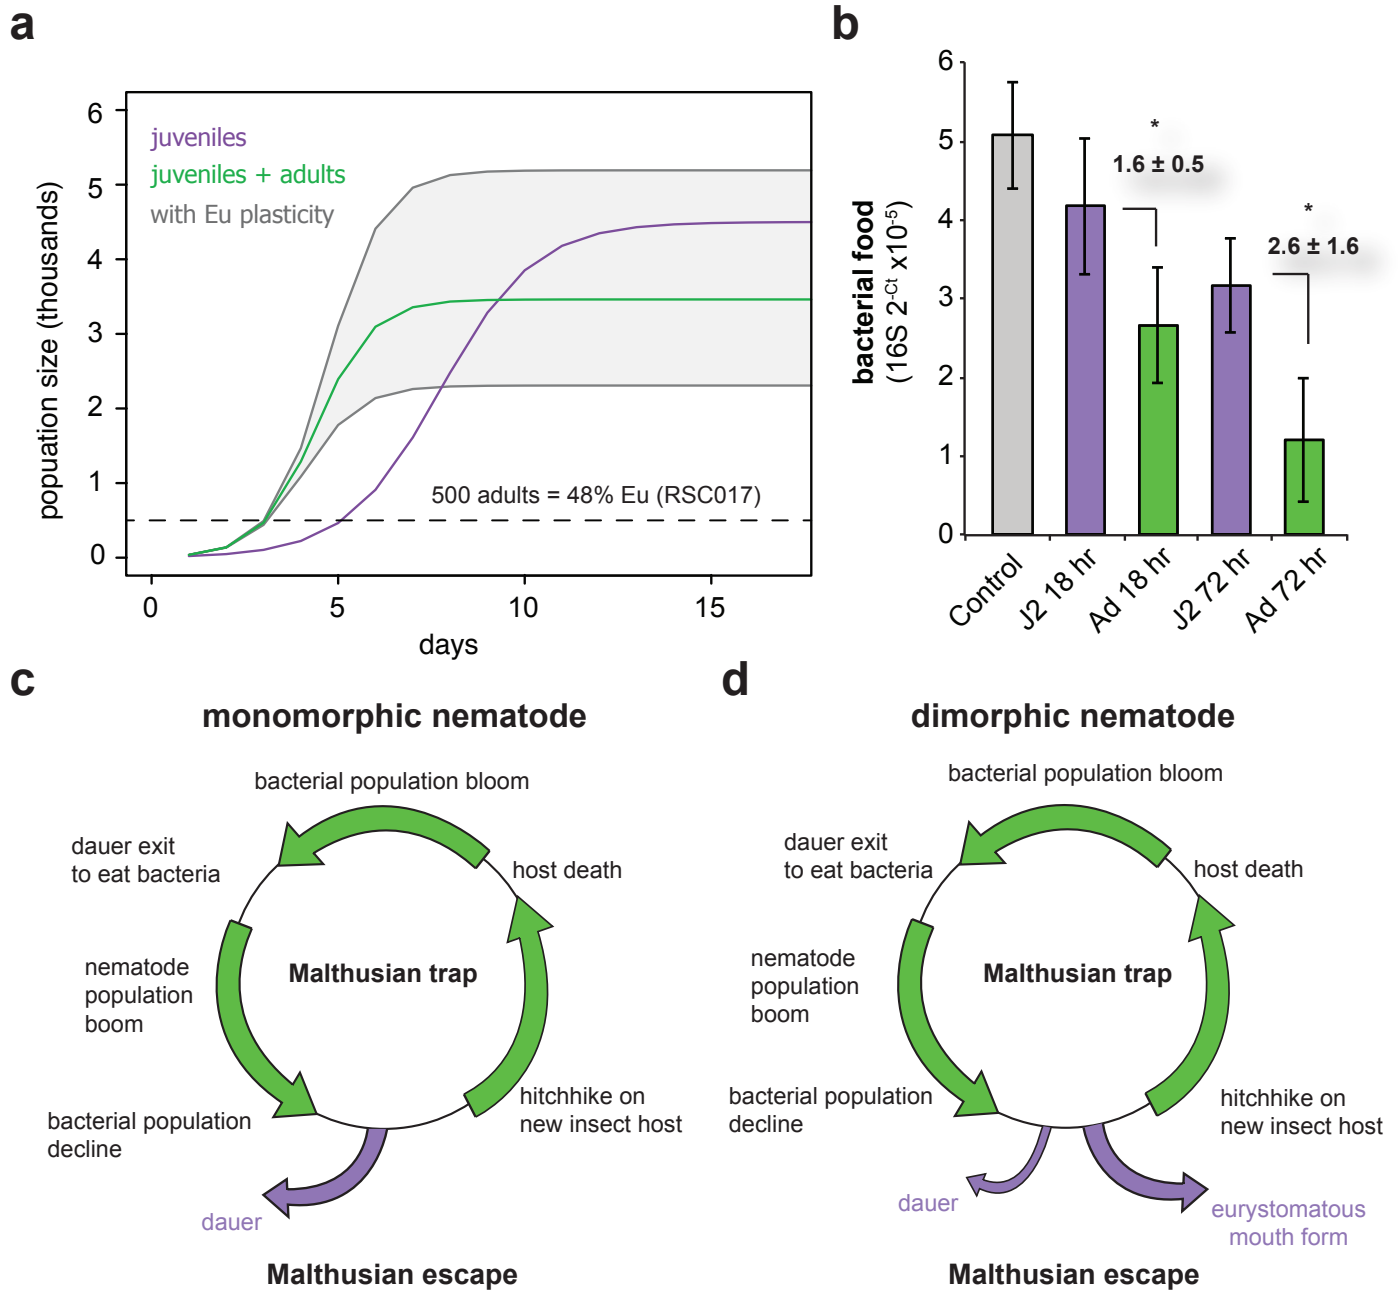 a
popuation size (thousands)
6
5
4
3
2
1
0
juveniles
juveniles + adults
with Eu plasticity
500 adults = 48% Eu (RSC017)
0
5
10
15
days
b
bacterial food
(16S 2^-Ct x10^-5)
6
5
4
3
2
1
0
*
1.6 ± 0.5
*
2.6 ± 1.6
Control
J2 18 hr
Ad 18 hr
J2 72 hr
Ad 72 hr
c
monomorphic nematode
bacterial population bloom
dauer exit
to eat bacteria
host death
nematode
population
boom
Malthusian trap
bacterial population
decline
hitchhike on
new insect host
dauer
Malthusian escape
d
dimorphic nematode
bacterial population bloom
dauer exit
to eat bacteria
host death
nematode
population
boom
Malthusian trap
bacterial population
decline
hitchhike on
new insect host
dauer
eurystomatous
mouth form
Malthusian escape